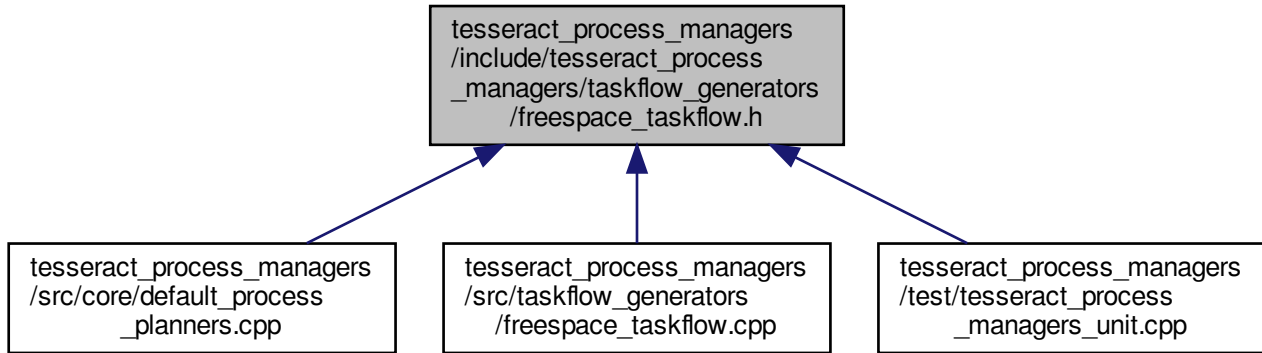 tesseract_process_managers
/include/tesseract_process
_managers/taskflow_generators
/freespace_taskflow.h
tesseract_process_managers
/src/core/default_process
_planners.cpp
tesseract_process_managers
/src/taskflow_generators
/freespace_taskflow.cpp
tesseract_process_managers
/test/tesseract_process
_managers_unit.cpp